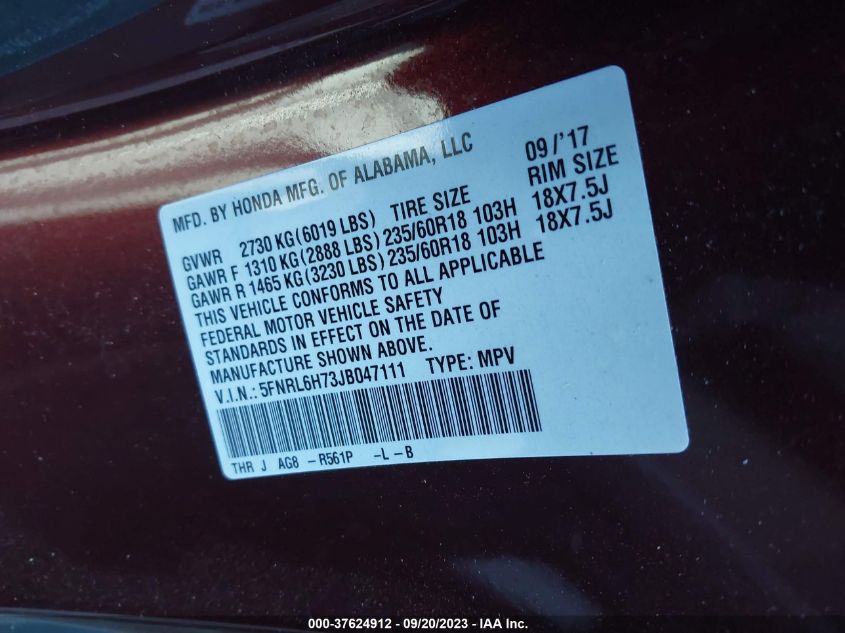 MFD. BY HONDA MFG. OF ALABAMA, LLC 09/'17
GVWR 2730 KG(6019 LBS) TIRE SIZE RIM SIZE
GAWR F 1310 KG(2888 LBS) 235/60R18 103H 18X7.5J
GAWR R 1465 KG(3230 LBS) 235/60R18 103H 18X7.5J
THIS VEHICLE CONFORMS TO ALL APPLICABLE
FEDERAL MOTOR VEHICLE SAFETY
STANDARDS IN EFFECT ON THE DATE OF
MANUFACTURE SHOWN ABOVE.
V.I.N.: 5FNRL6H73JB047111 TYPE: MPV
THR J AG8 -R561P -L-B
000-37624912 - 09/20/2023 - IAA Inc.